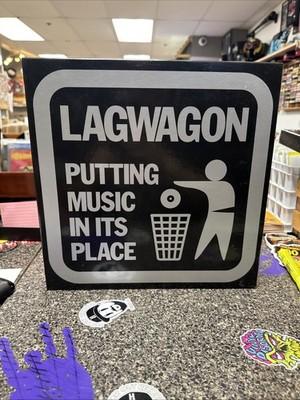 LAGWAGON
PUTTING
MUSIC
IN ITS
PLACE